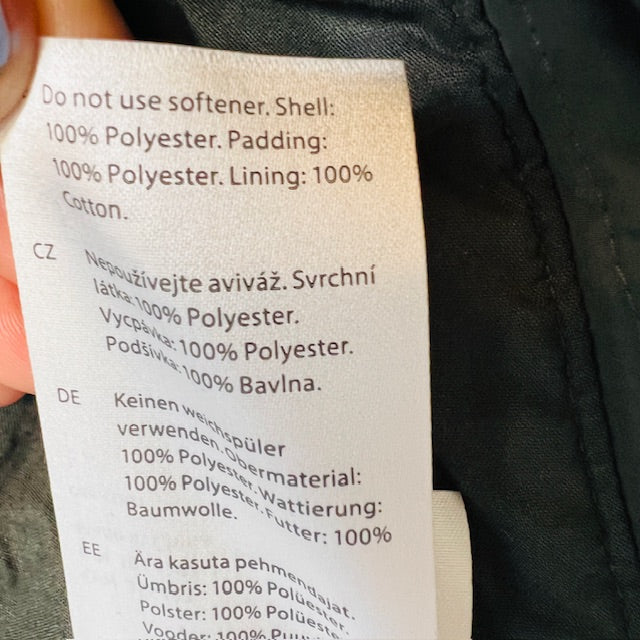 Do not use softener. Shell:
100% Polyester. Padding:
100% Polyester. Lining: 100%
Cotton.
CZ Nepoužívejte aviváž. Svrchní
látka:100% Polyester.
Vycpávka:100% Polyester.
Podšívka:100% Bavlna.
DE Keinen weichspüler
verwenden.Obermaterial:
100% Polyester.Wattierung:
100% Polyester.Futter: 100%
Baumwolle.
EE Ära kasuta pehmendajat.
Ümbris: 100% Polüester.
Polster: 100% Polüester.
Vooder: 100%